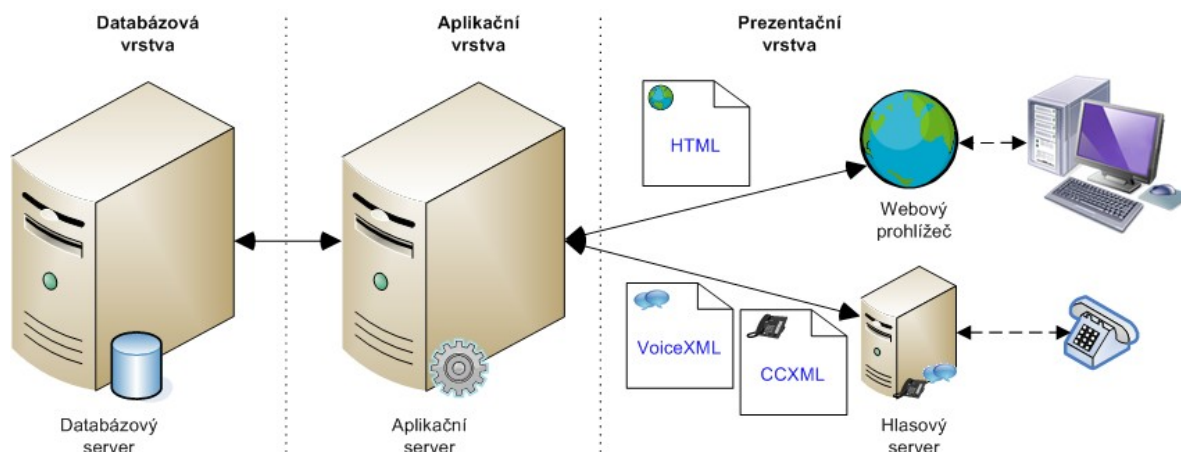 Databázová
vrstva
Aplikační
vrstva
Prezentační
vrstva
HTML
Webový
prohlížeč
VoiceXML
CCXML
Databázový
server
Aplikační
server
Hlasový
server